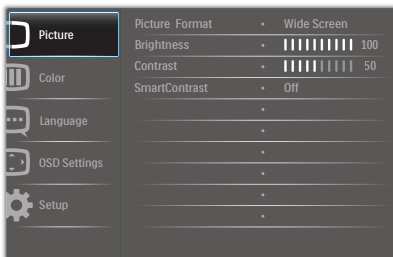 Picture
Color
Language
OSD Settings
Setup
Picture Format • Wide Screen
Brightness • 100
Contrast • 50
SmartContrast • Off